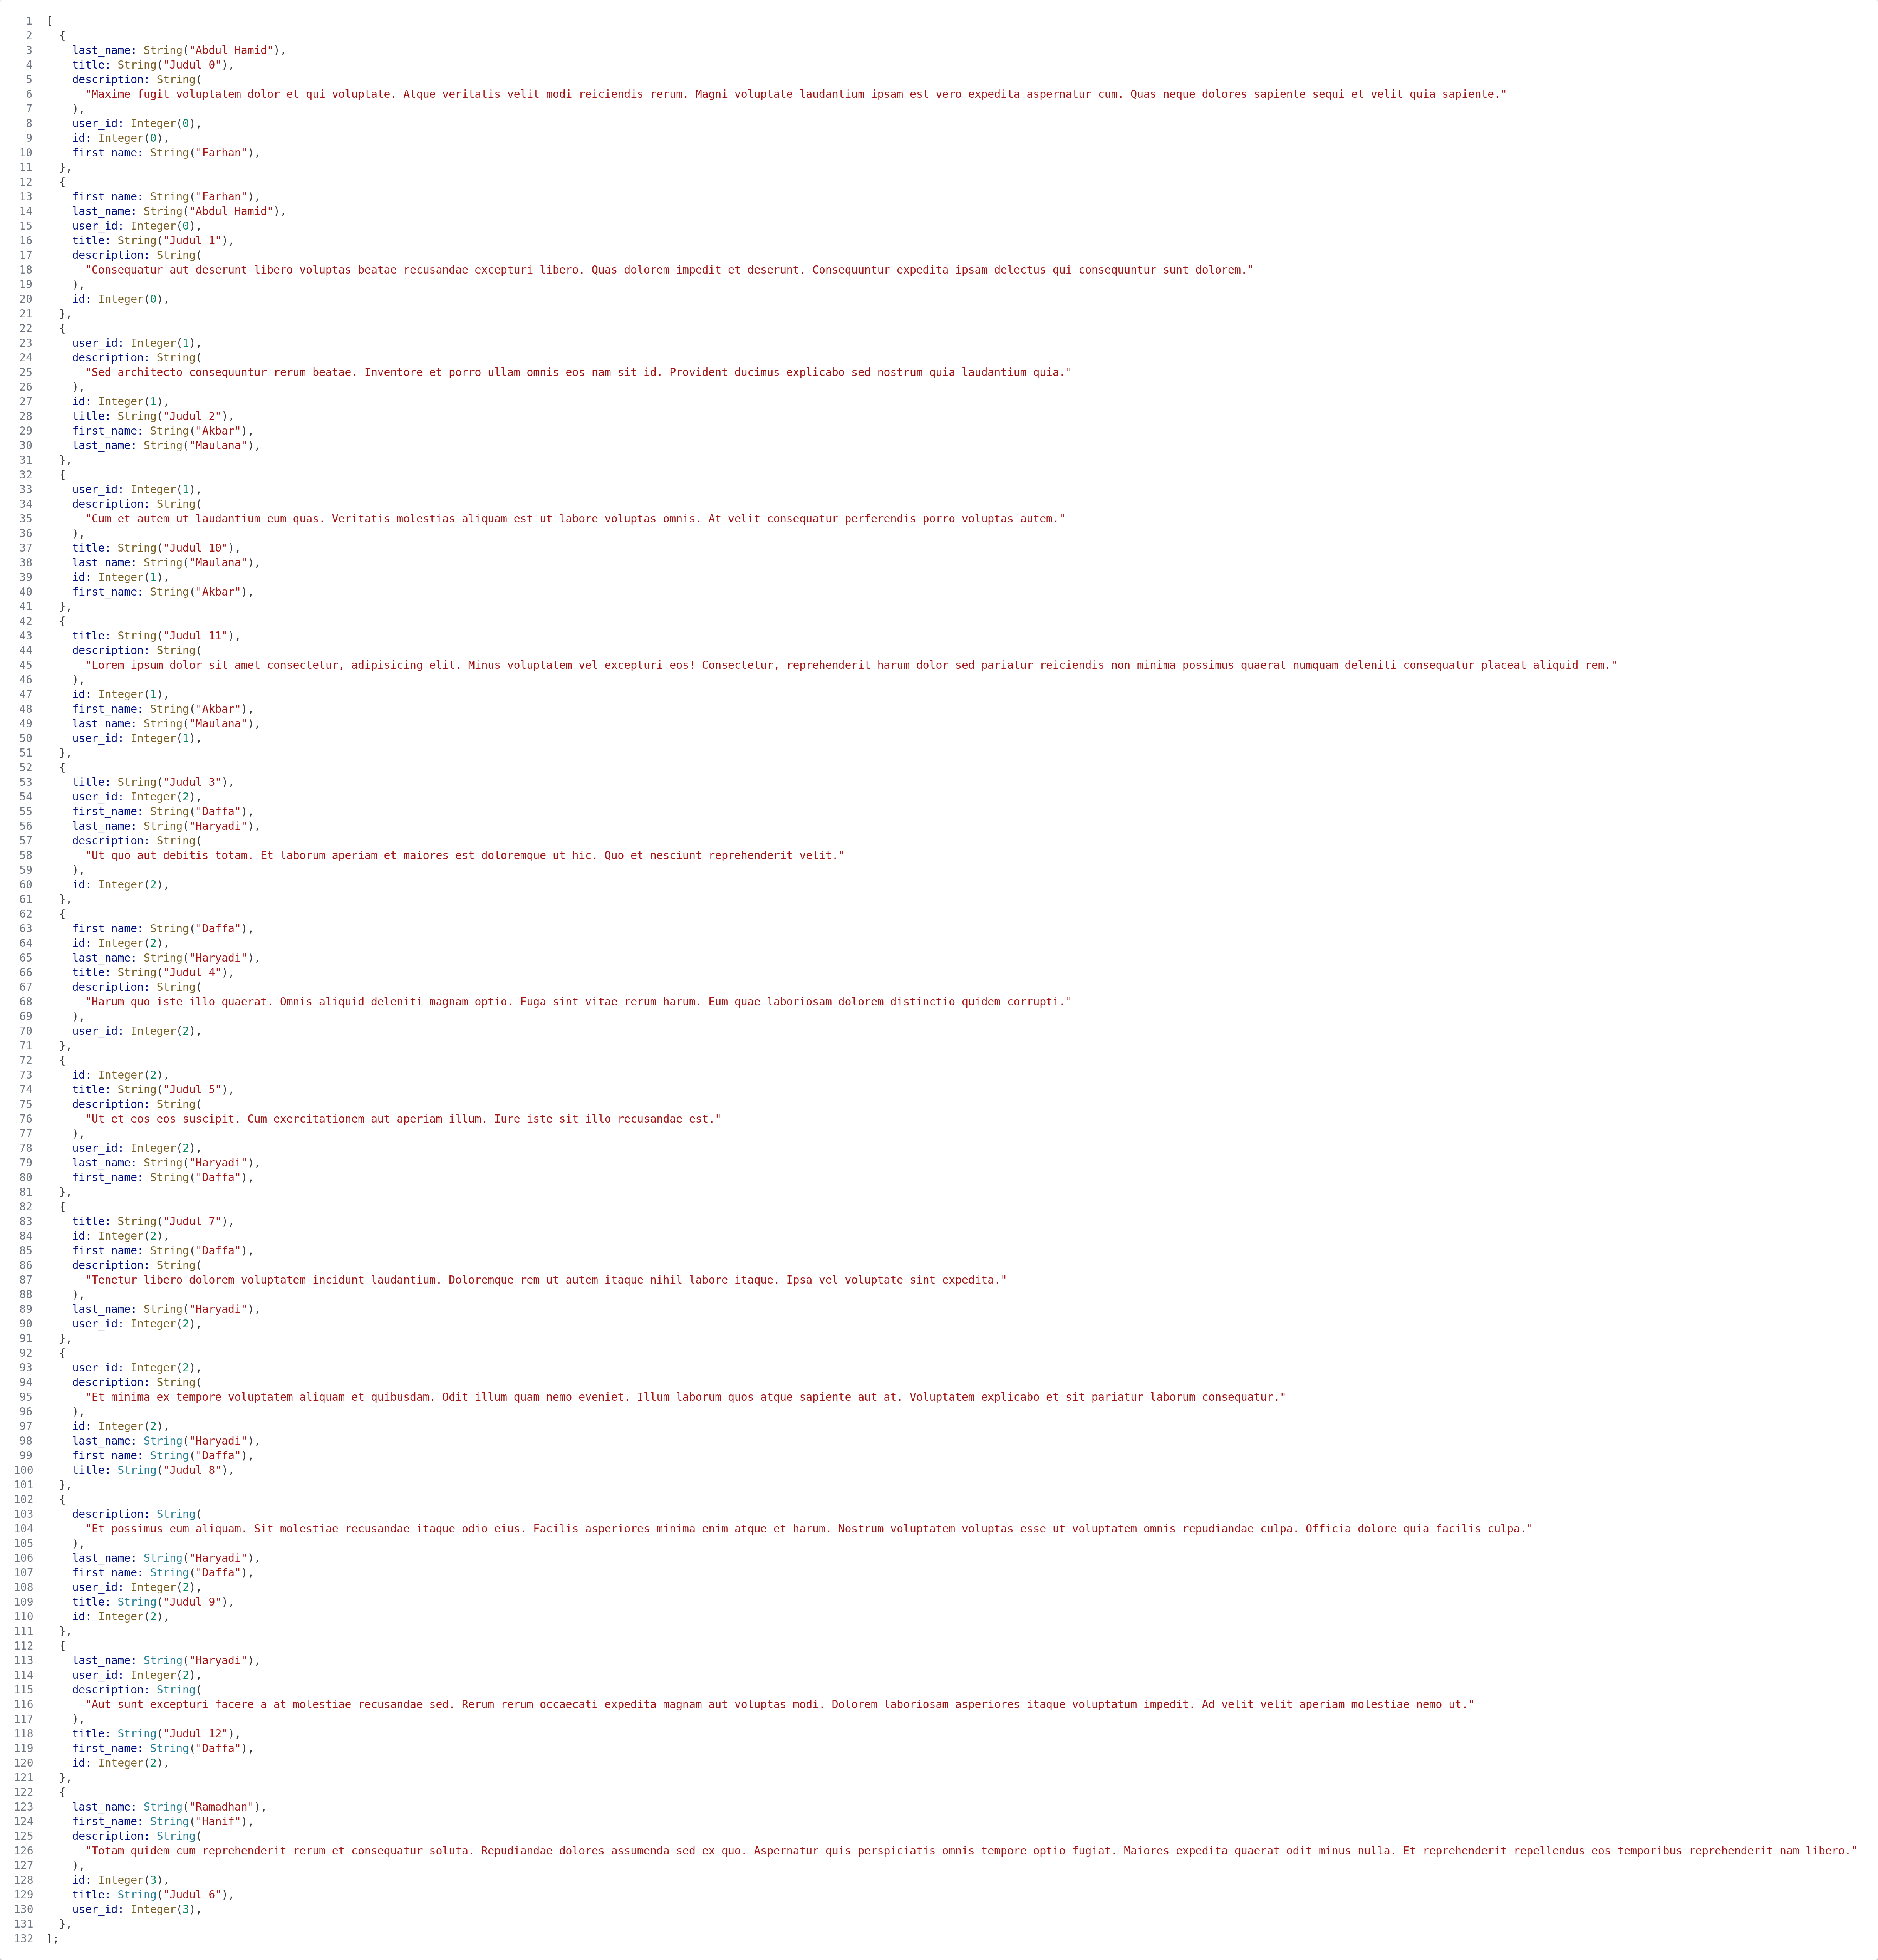 1 [
2 {
3 last_name: String("Abdul Hamid"),
4 title: String("Judul 0"),
5 description: String(
6 "Maxime fugit voluptatem dolor et qui voluptate. Atque veritatis velit modi reiciendis rerum. Magni voluptate laudantium ipsam est vero expedita aspernatur cum. Quas neque dolores sapiente sequi et velit quia sapiente."
7 ),
8 user_id: Integer(0),
9 id: Integer(0),
10 first_name: String("Farhan"),
11 },
12 {
13 first_name: String("Farhan"),
14 last_name: String("Abdul Hamid"),
15 user_id: Integer(0),
16 title: String("Judul 1"),
17 description: String(
18 "Consequatur aut deserunt libero voluptas beatae recusandae excepturi libero. Quas dolorem impedit et deserunt. Consequuntur expedita ipsam delectus qui consequuntur sunt dolorem."
19 ),
20 id: Integer(0),
21 },
22 {
23 user_id: Integer(1),
24 description: String(
25 "Sed architecto consequuntur rerum beatae. Inventore et porro ullam omnis eos nam sit id. Provident ducimus explicabo sed nostrum quia laudantium quia."
26 ),
27 id: Integer(1),
28 title: String("Judul 2"),
29 first_name: String("Akbar"),
30 last_name: String("Maulana"),
31 },
32 {
33 user_id: Integer(1),
34 description: String(
35 "Cum et autem ut laudantium eum quas. Veritatis molestias aliquam est ut labore voluptas omnis. At velit consequatur perferendis porro voluptas autem."
36 ),
37 title: String("Judul 10"),
38 last_name: String("Maulana"),
39 id: Integer(1),
40 first_name: String("Akbar"),
41 },
42 {
43 title: String("Judul 11"),
44 description: String(
45 "Lorem ipsum dolor sit amet consectetur, adipisicing elit. Minus voluptatem vel excepturi eos! Consectetur, reprehenderit harum dolor sed pariatur reiciendis non minima possimus quaerat numquam deleniti consequatur placeat aliquid rem."
46 ),
47 id: Integer(1),
48 first_name: String("Akbar"),
49 last_name: String("Maulana"),
50 user_id: Integer(1),
51 },
52 {
53 title: String("Judul 3"),
54 user_id: Integer(2),
55 first_name: String("Daffa"),
56 last_name: String("Haryadi"),
57 description: String(
58 "Ut quo aut debitis totam. Et laborum aperiam et maiores est doloremque ut hic. Quo et nesciunt reprehenderit velit."
59 ),
60 id: Integer(2),
61 },
62 {
63 first_name: String("Daffa"),
64 id: Integer(2),
65 last_name: String("Haryadi"),
66 title: String("Judul 4"),
67 description: String(
68 "Harum quo iste illo quaerat. Omnis aliquid deleniti magnam optio. Fuga sint vitae rerum harum. Eum quae laboriosam dolorem distinctio quidem corrupti."
69 ),
70 user_id: Integer(2),
71 },
72 {
73 id: Integer(2),
74 title: String("Judul 5"),
75 description: String(
76 "Ut et eos eos suscipit. Cum exercitationem aut aperiam illum. Iure iste sit illo recusandae est."
77 ),
78 user_id: Integer(2),
79 last_name: String("Haryadi"),
80 first_name: String("Daffa"),
81 },
82 {
83 title: String("Judul 7"),
84 id: Integer(2),
85 first_name: String("Daffa"),
86 description: String(
87 "Tenetur libero dolorem voluptatem incidunt laudantium. Doloremque rem ut autem itaque nihil labore itaque. Ipsa vel voluptate sint expedita."
88 ),
89 last_name: String("Haryadi"),
90 user_id: Integer(2),
91 },
92 {
93 user_id: Integer(2),
94 description: String(
95 "Et minima ex tempore voluptatem aliquam et quibusdam. Odit illum quam nemo eveniet. Illum laborum quos atque sapiente aut at. Voluptatem explicabo et sit pariatur laborum consequatur."
96 ),
97 id: Integer(2),
98 last_name: String("Haryadi"),
99 first_name: String("Daffa"),
100 title: String("Judul 8"),
101 },
102 {
103 description: String(
104 "Et possimus eum aliquam. Sit molestiae recusandae itaque odio eius. Facilis asperiores minima enim atque et harum. Nostrum voluptatem voluptas esse ut voluptatem omnis repudiandae culpa. Officia dolore quia facilis culpa."
105 ),
106 last_name: String("Haryadi"),
107 first_name: String("Daffa"),
108 user_id: Integer(2),
109 title: String("Judul 9"),
110 id: Integer(2),
111 },
112 {
113 last_name: String("Haryadi"),
114 user_id: Integer(2),
115 description: String(
116 "Aut sunt excepturi facere a at molestiae recusandae sed. Rerum rerum occaecati expedita magnam aut voluptas modi. Dolorem laboriosam asperiores itaque voluptatum impedit. Ad velit velit aperiam molestiae nemo ut."
117 ),
118 title: String("Judul 12"),
119 first_name: String("Daffa"),
120 id: Integer(2),
121 },
122 {
123 last_name: String("Ramadhan"),
124 first_name: String("Hanif"),
125 description: String(
126 "Totam quidem cum reprehenderit rerum et consequatur soluta. Repudiandae dolores assumenda sed ex quo. Aspernatur quis perspiciatis omnis tempore optio fugiat. Maiores expedita quaerat odit minus nulla. Et reprehenderit repellendus eos temporibus reprehenderit nam libero."
127 ),
128 id: Integer(3),
129 title: String("Judul 6"),
130 user_id: Integer(3),
131 },
132 ];